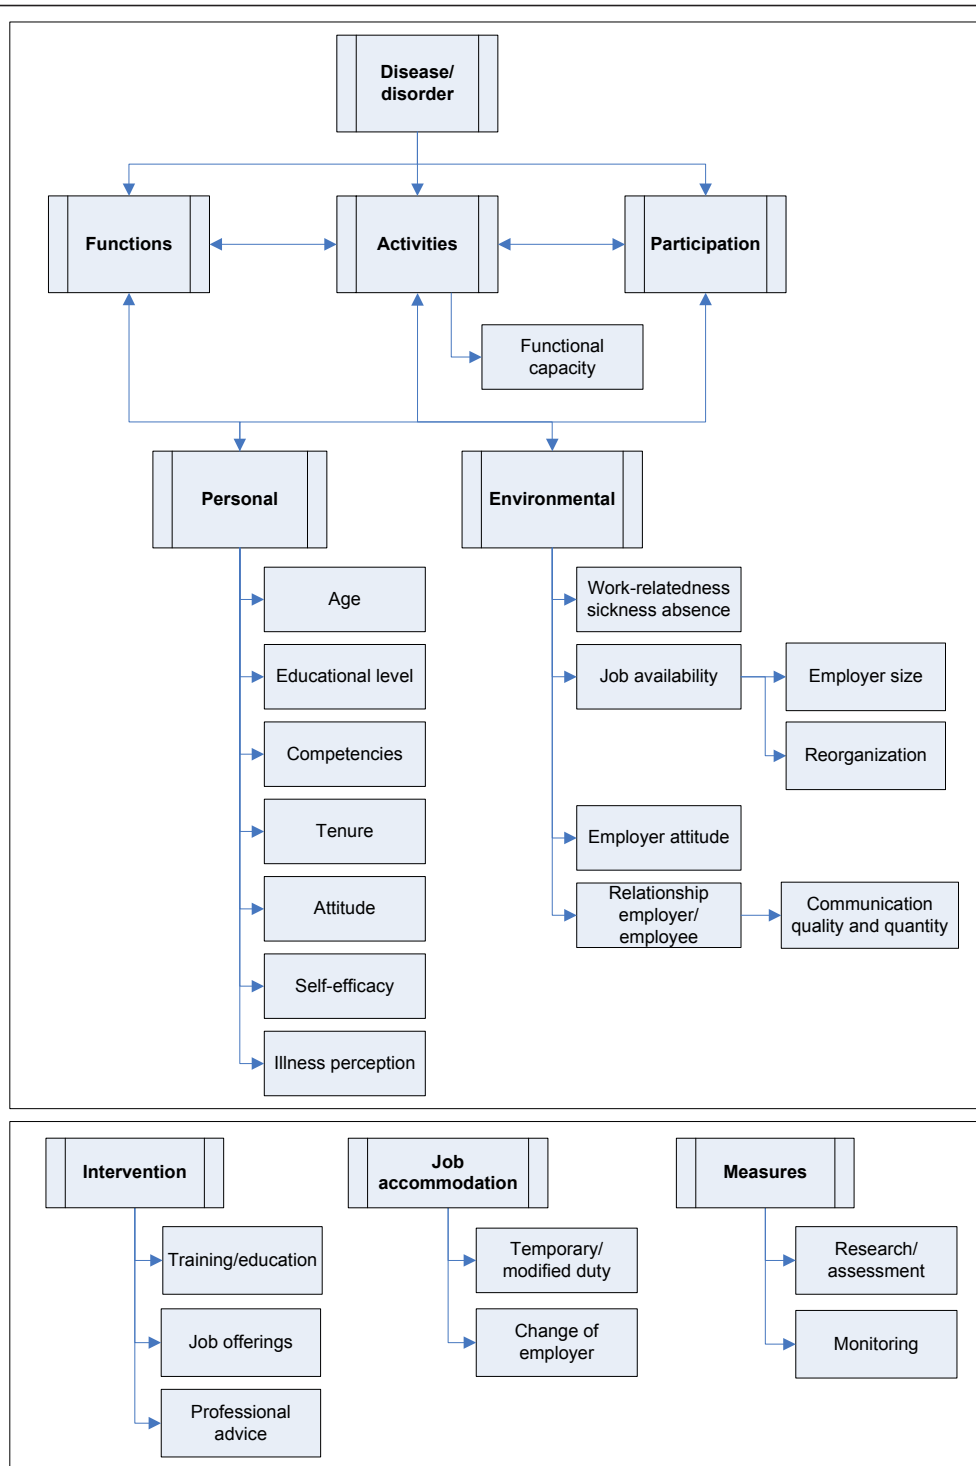 Disease/
disorder
Functions
Activities
Participation
Functional
capacity
Personal
Environmental
Age
Educational level
Competencies
Tenure
Attitude
Self-efficacy
Illness perception
Work-relatedness
sickness absence
Job availability
Employer size
Reorganization
Employer attitude
Relationship
employer/
employee
Communication
quality and quantity
Intervention
Training/education
Job offerings
Professional
advice
Job
accommodation
Temporary/
modified duty
Change of
employer
Measures
Research/
assessment
Monitoring